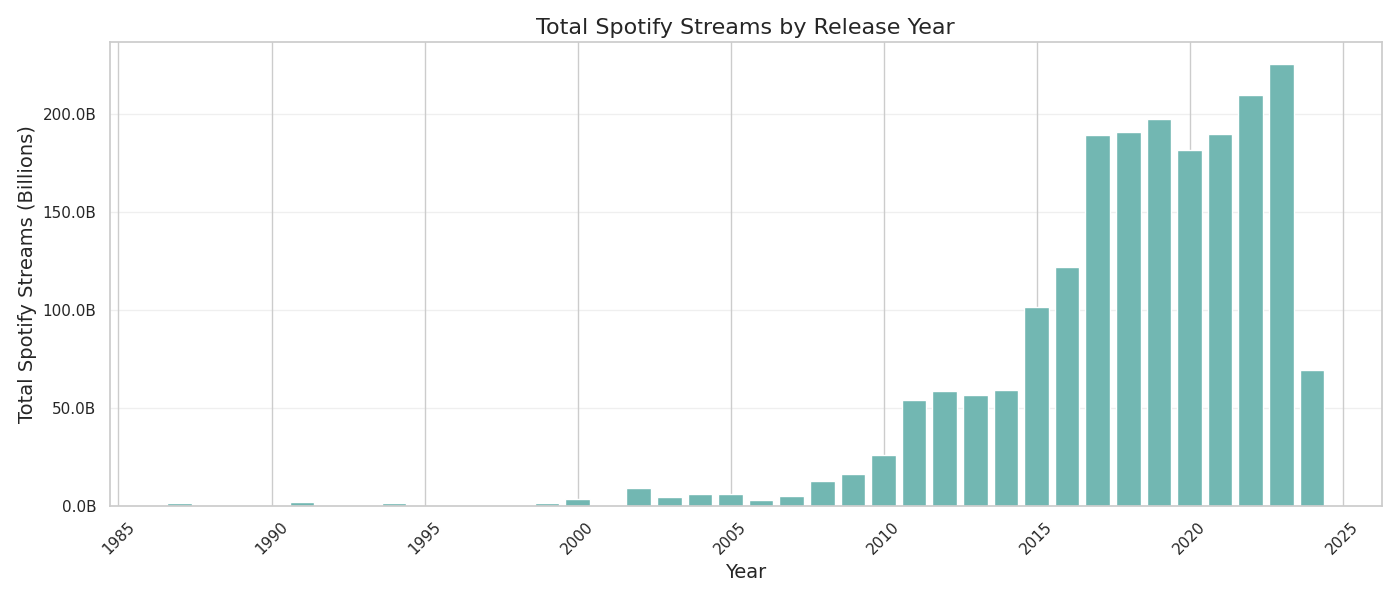 Total Spotify Streams by Release Year
Total Spotify Streams (Billions)
200.0B
150.0B
100.0B
50.0B
0.0B
1985
1990
1995
2000
2005
2010
2015
2020
2025
Year